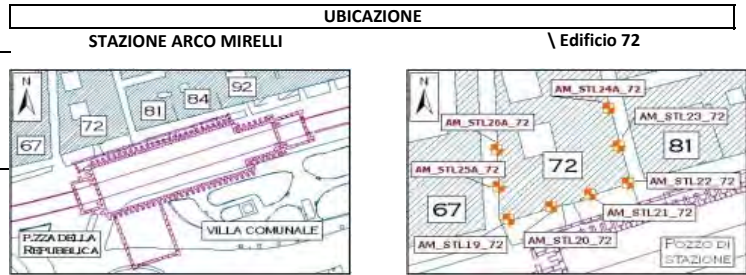 UBICAZIONE
STAZIONE ARCO MIRELLI
\ Edificio 72
N
67
72
81
84
92
P.ZZA DELLA
REPUBBLICA
VILLA COMUNALE
N
AM_STL24A_72
AM_STL26A_72
AM_STL23_72
81
72
AM_STL25A_72
AM_STL22_72
67
AM_STL21_72
AM_STL19_72
AM_STL20_72
POZZO DI
STAZIONE